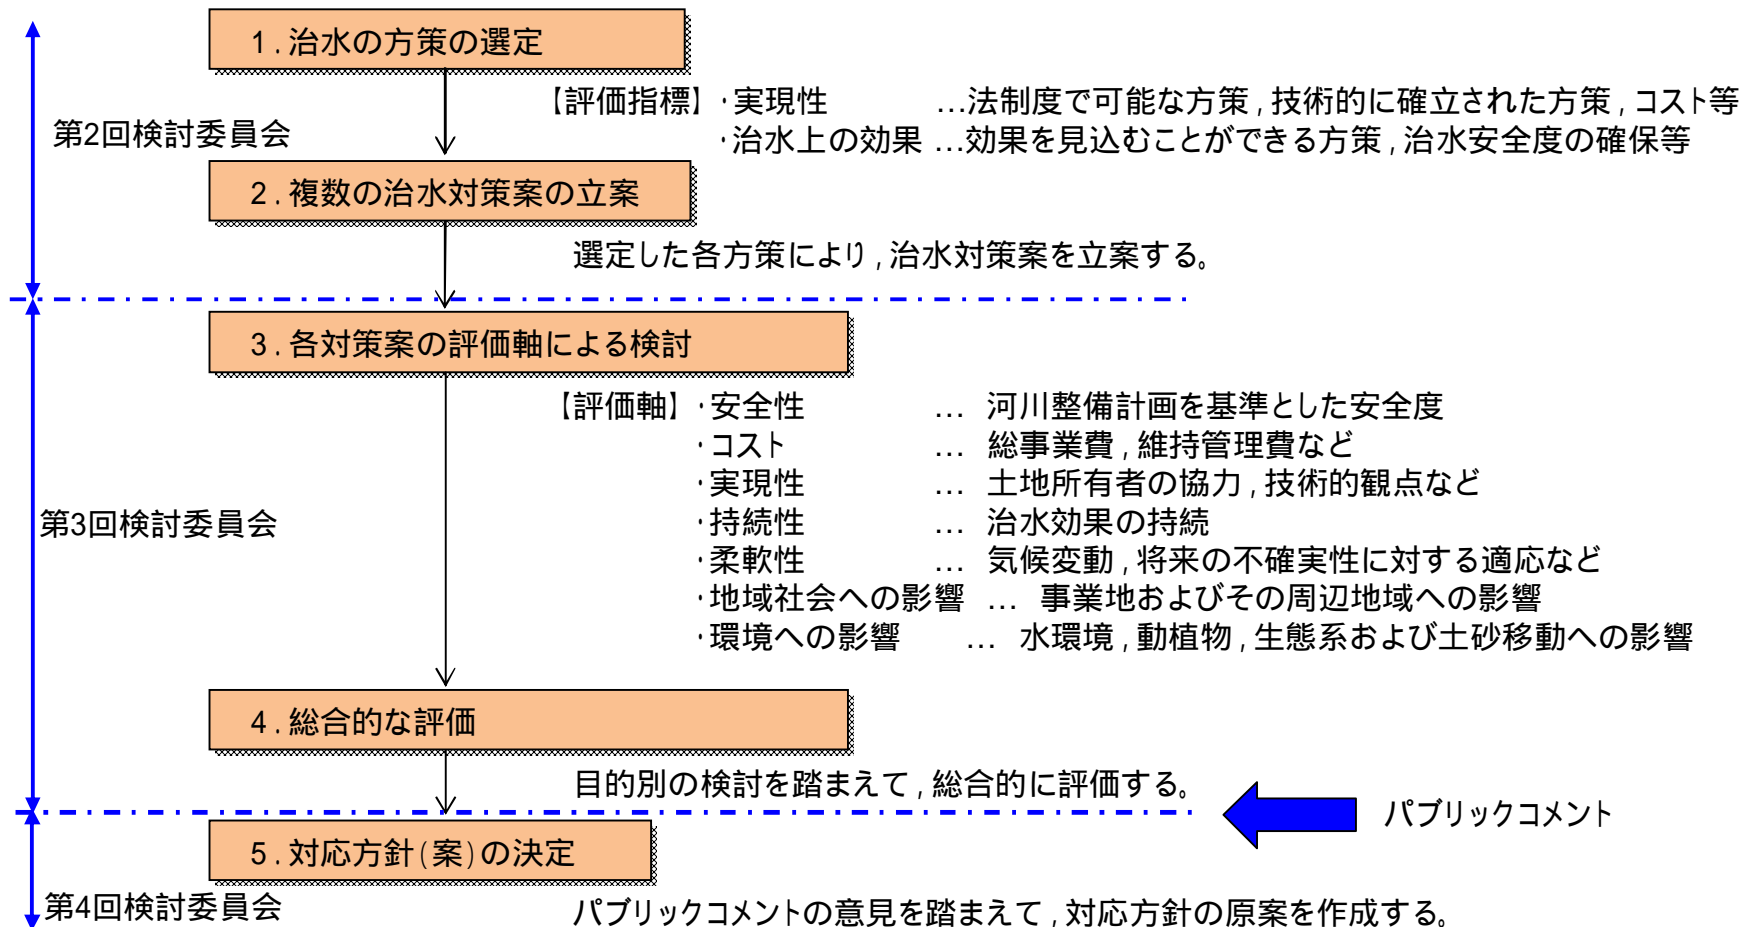 1.治水の方策の選定
【評価指標】・実現性 …法制度で可能な方策,技術的に確立された方策,コスト等
第2回検討委員会
・治水上の効果 …効果を見込むことができる方策,治水安全度の確保等
2.複数の治水対策案の立案
選定した各方策により,治水対策案を立案する。
3.各対策案の評価軸による検討
【評価軸】・安全性 … 河川整備計画を基準とした安全度
・コスト … 総事業費,維持管理費など
・実現性 … 土地所有者の協力,技術的観点など
第3回検討委員会
・持続性 … 治水効果の持続
・柔軟性 … 気候変動,将来の不確実性に対する適応など
・地域社会への影響 … 事業地およびその周辺地域への影響
・環境への影響 … 水環境,動植物,生態系および土砂移動への影響
4.総合的な評価
目的別の検討を踏まえて,総合的に評価する。
パブリックコメント
5.対応方針(案)の決定
第4回検討委員会
パブリックコメントの意見を踏まえて,対応方針の原案を作成する。